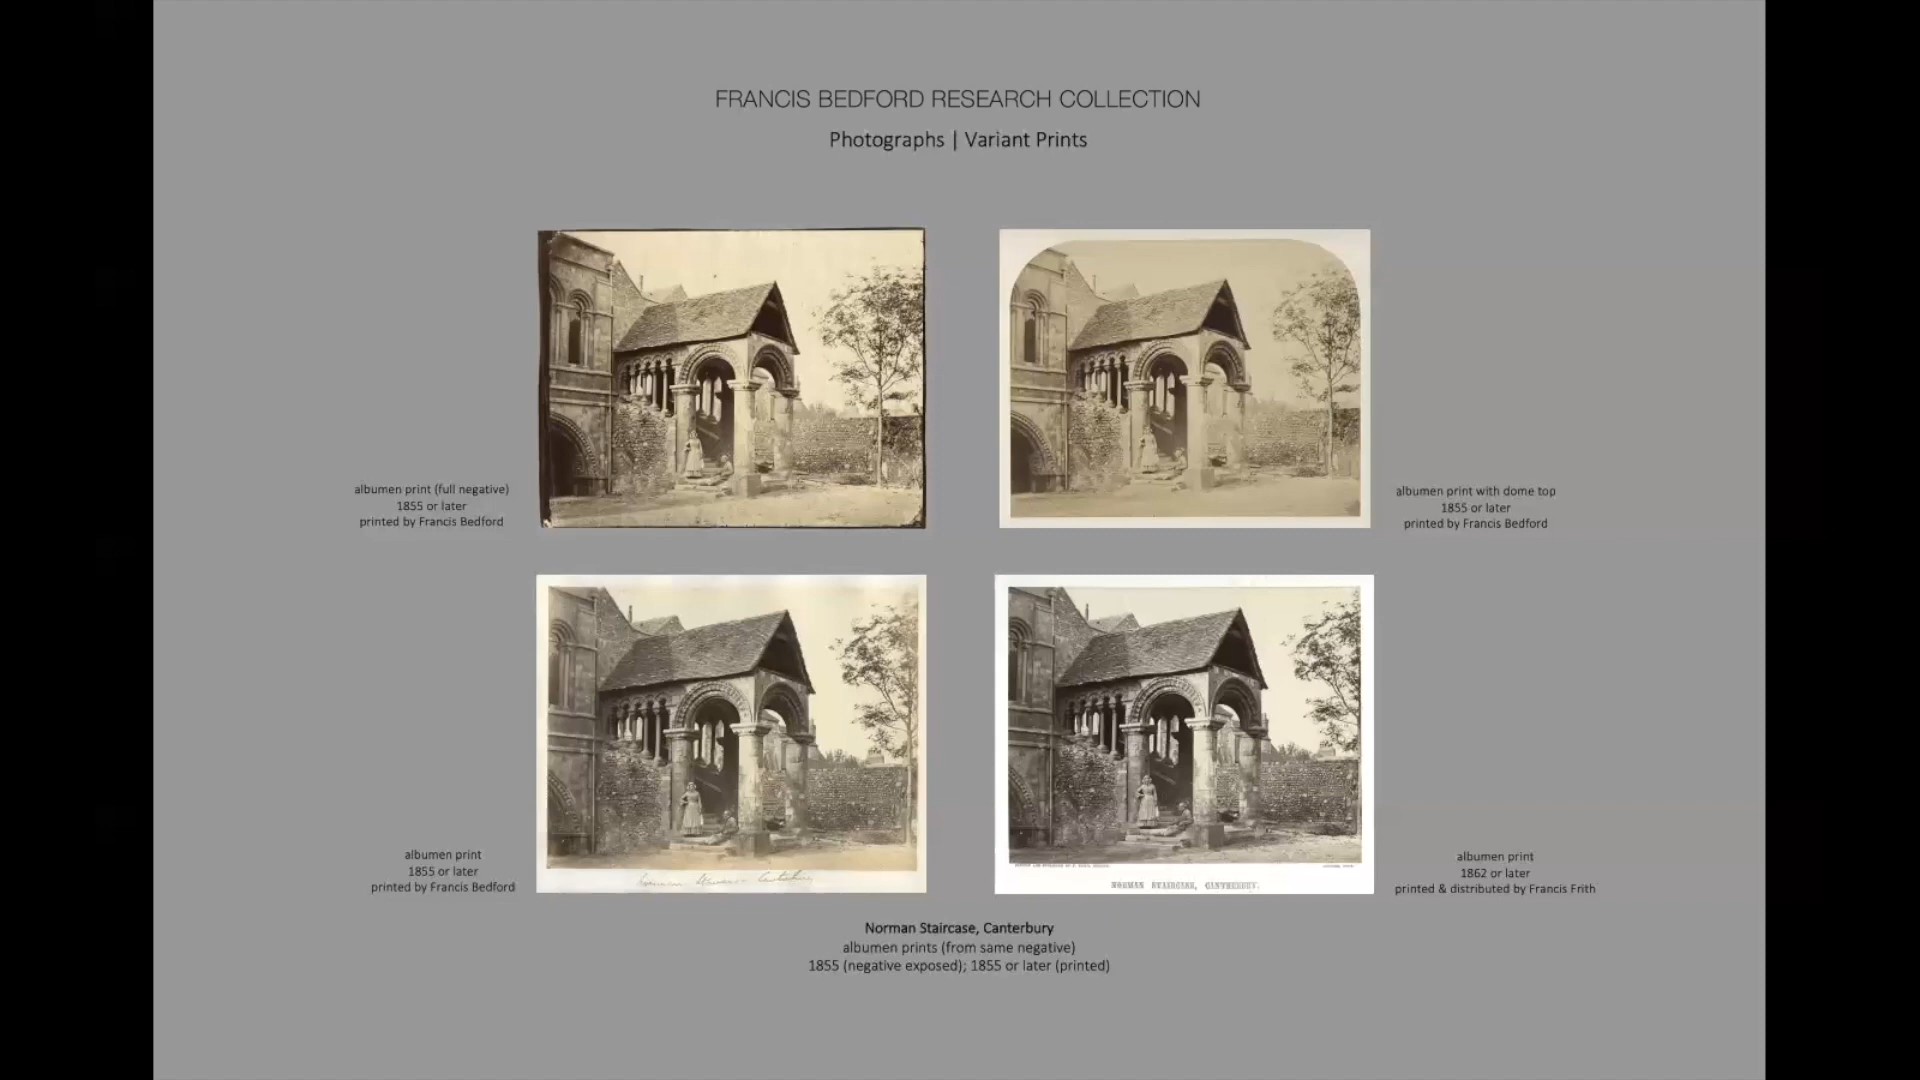 FRANCIS BEDFORD RESEARCH COLLECTION
Photographs | Variant Prints
albumen print (full negative)
1855 or later
printed by Francis Bedford
albumen print with dome top
1855 or later
printed by Francis Bedford
albumen print
1855 or later
printed by Francis Bedford
NORMAN STAIRCASE, CANTERBURY.
albumen print
1862 or later
printed & distributed by Francis Frith
Norman Staircase, Canterbury
albumen prints (from same negative)
1855 (negative exposed); 1855 or later (printed)